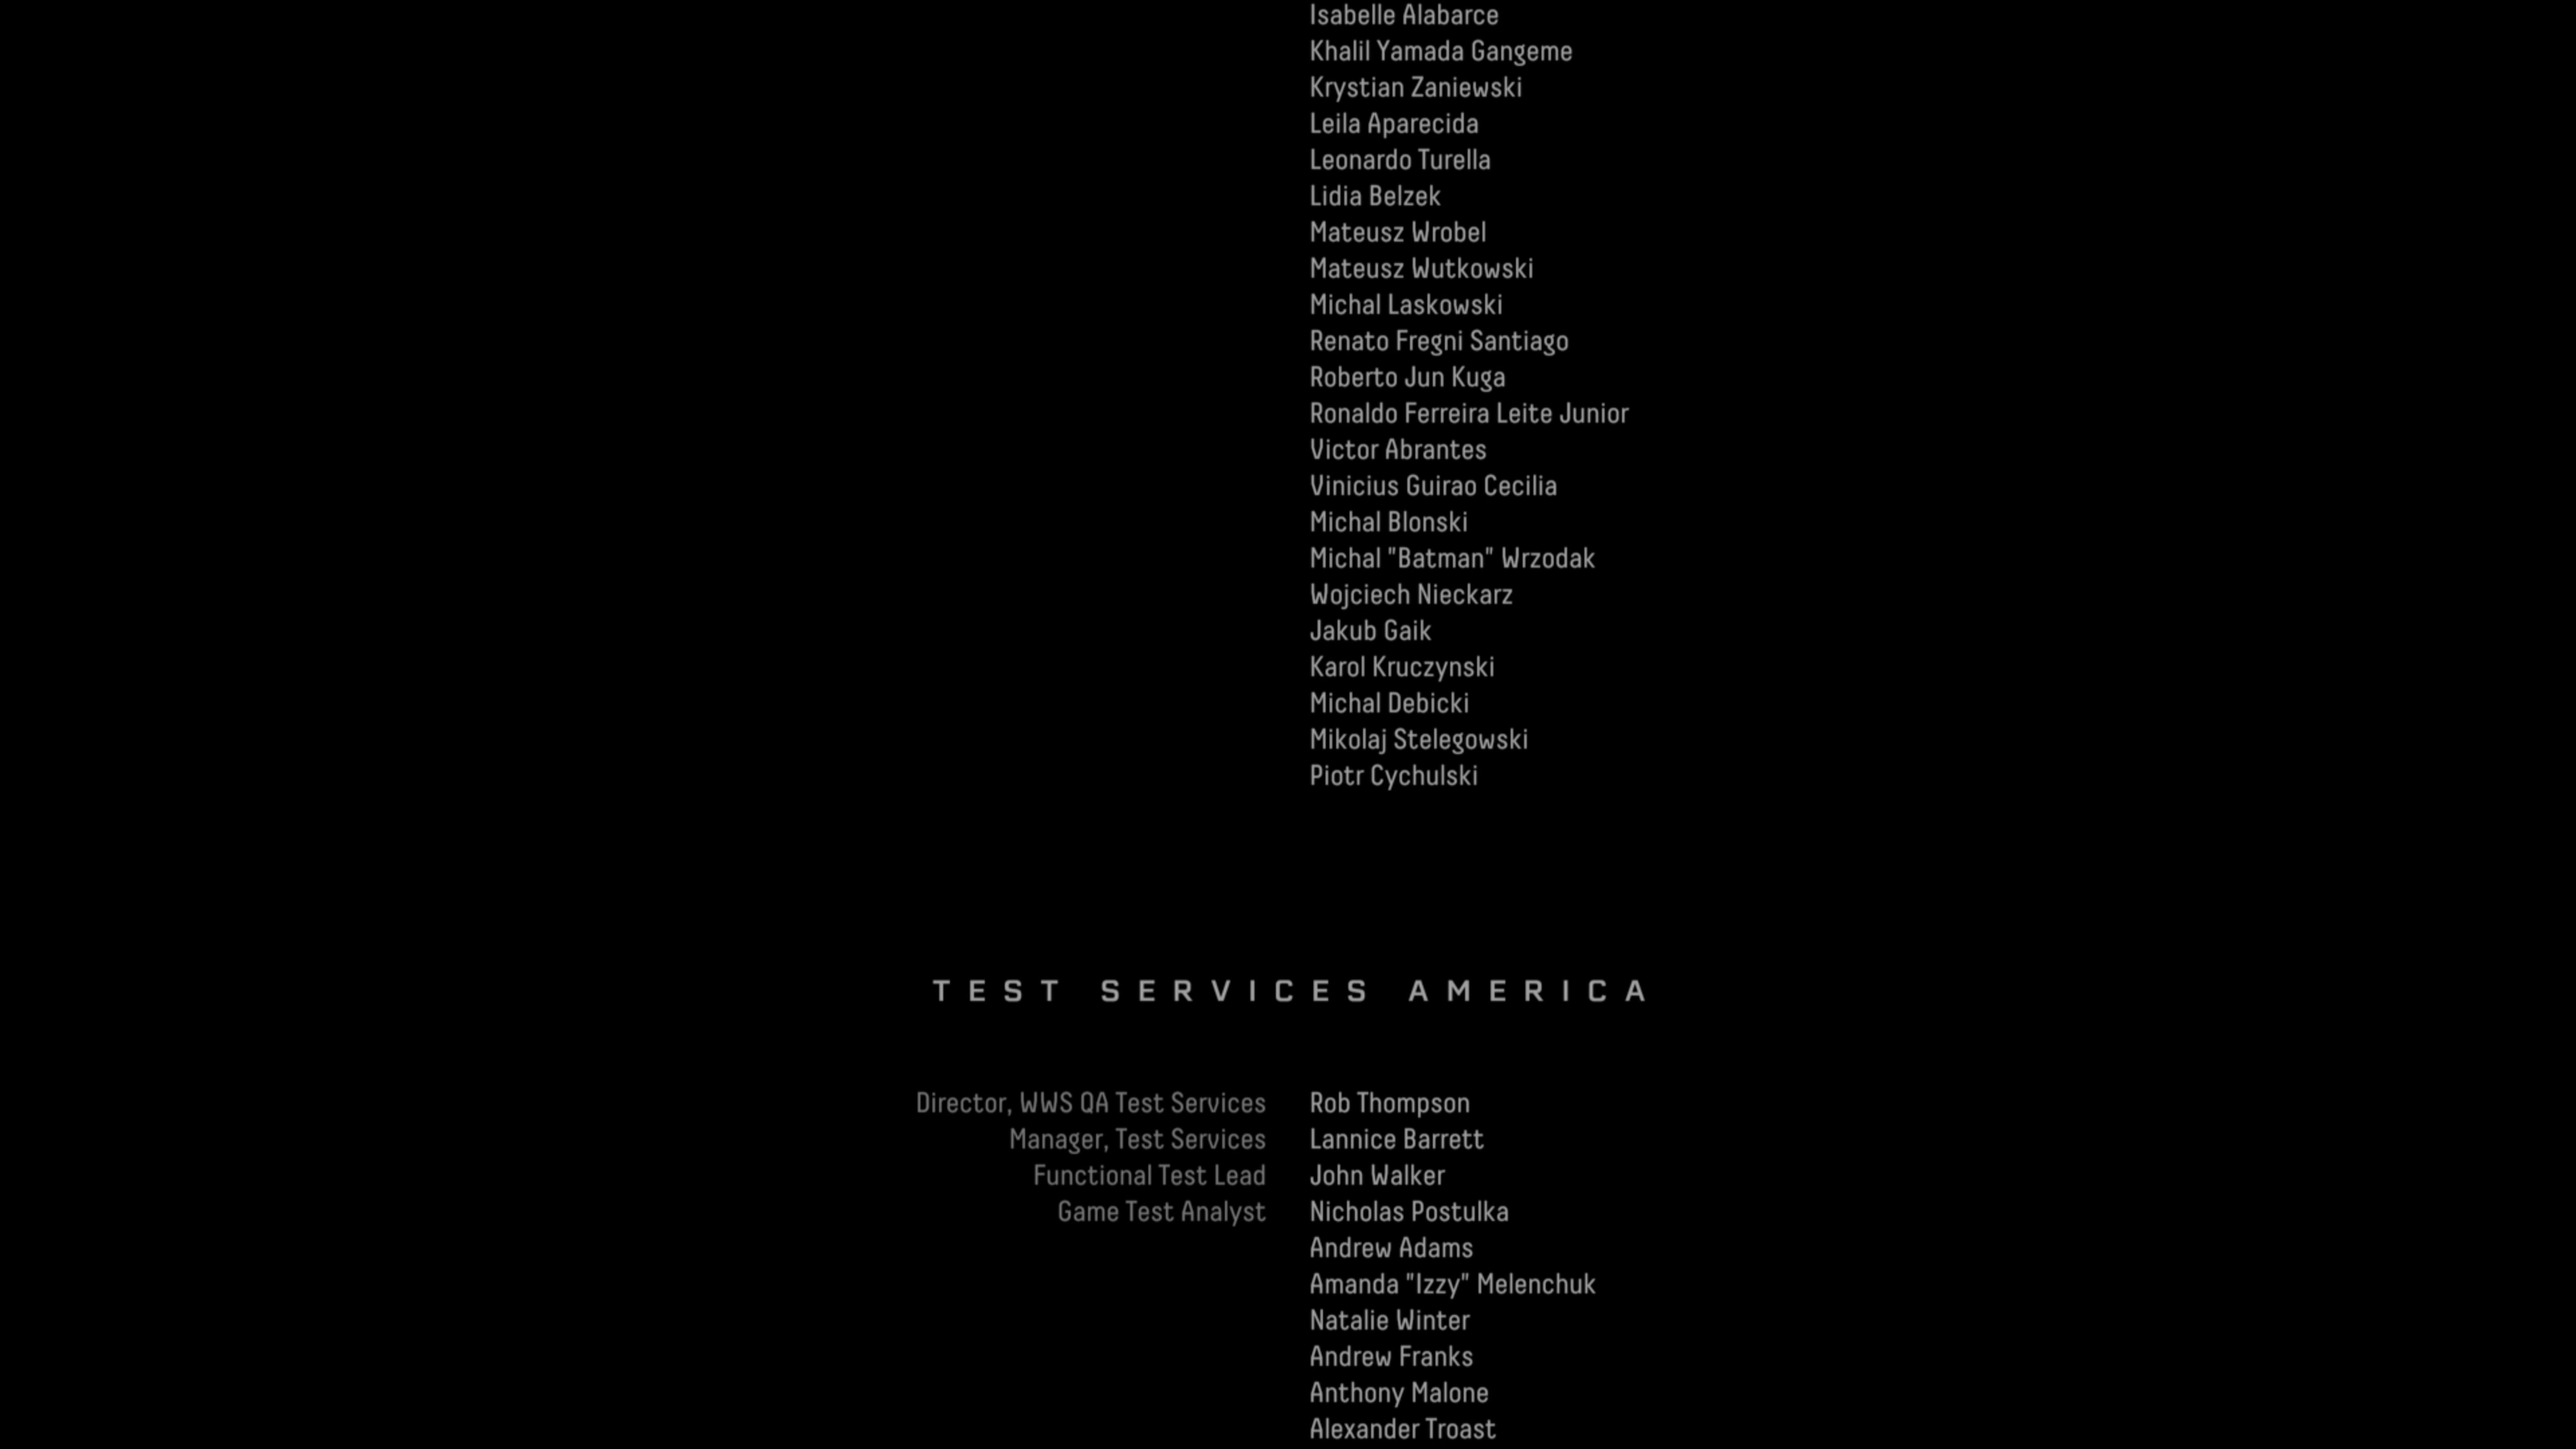 Isabelle Alabarce
Khalil Yamada Gangeme
Krystian Zaniewski
Leila Aparecida
Leonardo Turella
Lidia Belzek
Mateusz Wrobel
Mateusz Wutkowski
Michal Laskowski
Renato Fregni Santiago
Roberto Jun Kuga
Ronaldo Ferreira Leite Junior
Victor Abrantes
Vinicius Guirao Cecilia
Michal Blonski
Michal "Batman" Wrzodak
Wojciech Nieckarz
Jakub Gaik
Karol Kruczynski
Michal Debicki
Mikolaj Stelegowski
Piotr Cychulski
TEST SERVICES AMERICA
Director, WWS QA Test Services Rob Thompson
Manager, Test Services Lannice Barrett
Functional Test Lead John Walker
Game Test Analyst Nicholas Postulka
Andrew Adams
Amanda "Izzy" Melenchuk
Natalie Winter
Andrew Franks
Anthony Malone
Alexander Troast